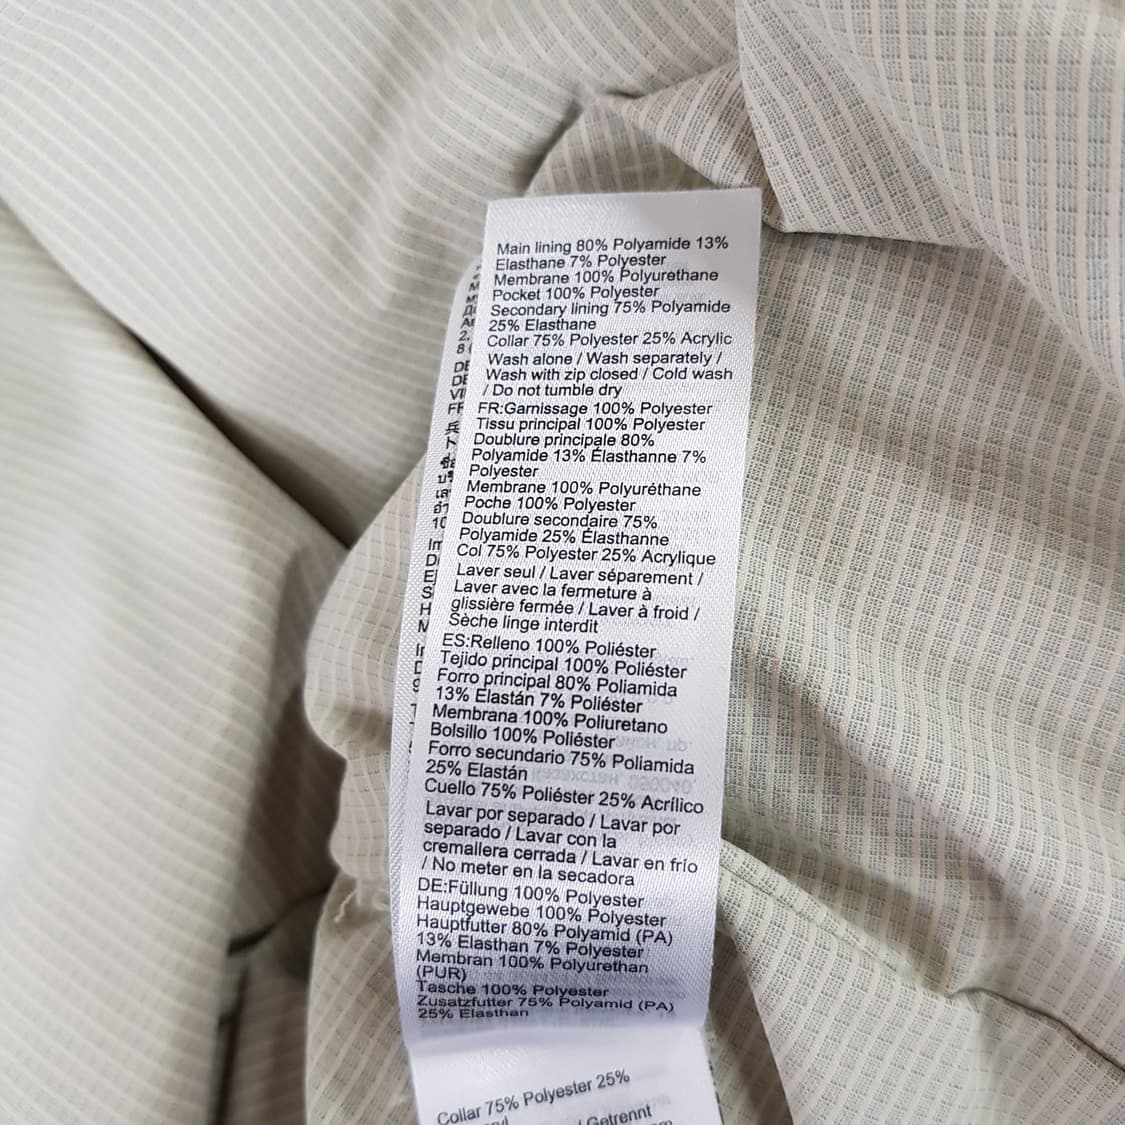 Main lining 80% Polyamide 13%
Elasthane 7% Polyester
Membrane 100% Polyurethane
Pocket 100% Polyester
Secondary lining 75% Polyamide
25% Elasthane
Collar 75% Polyester 25% Acrylic
Wash alone / Wash separately /
Wash with zip closed / Cold wash
/ Do not tumble dry
FR:Garnissage 100% Polyester
Tissu principal 100% Polyester
Doublure principale 80%
Polyamide 13% Élasthanne 7%
Polyester
Membrane 100% Polyuréthane
Poche 100% Polyester
Doublure secondaire 75%
Polyamide 25% Élasthanne
Col 75% Polyester 25% Acrylique
Laver seul / Laver séparement /
Laver avec la fermeture à
glissière fermée / Laver à froid /
Sèche linge interdit
ES:Relleno 100% Poliéster
Tejido principal 100% Poliéster
Forro principal 80% Poliamida
13% Elastán 7% Poliéster
Membrana 100% Poliuretano
Bolsillo 100% Poliéster
Forro secundario 75% Poliamida
25% Elastán
Cuello 75% Poliéster 25% Acrílico
Lavar por separado / Lavar por
separado / Lavar con la
cremallera cerrada / Lavar en frío
/ No meter en la secadora
DE:Füllung 100% Polyester
Hauptgewebe 100% Polyester
Hauptfutter 80% Polyamid (PA)
13% Elasthan 7% Polyester
Membran 100% Polyurethan
(PUR)
Tasche 100% Polyester
Zusatzfutter 75% Polyamid (PA)
25% Elasthan
Collar 75% Polyester 25%
/ Getrennt